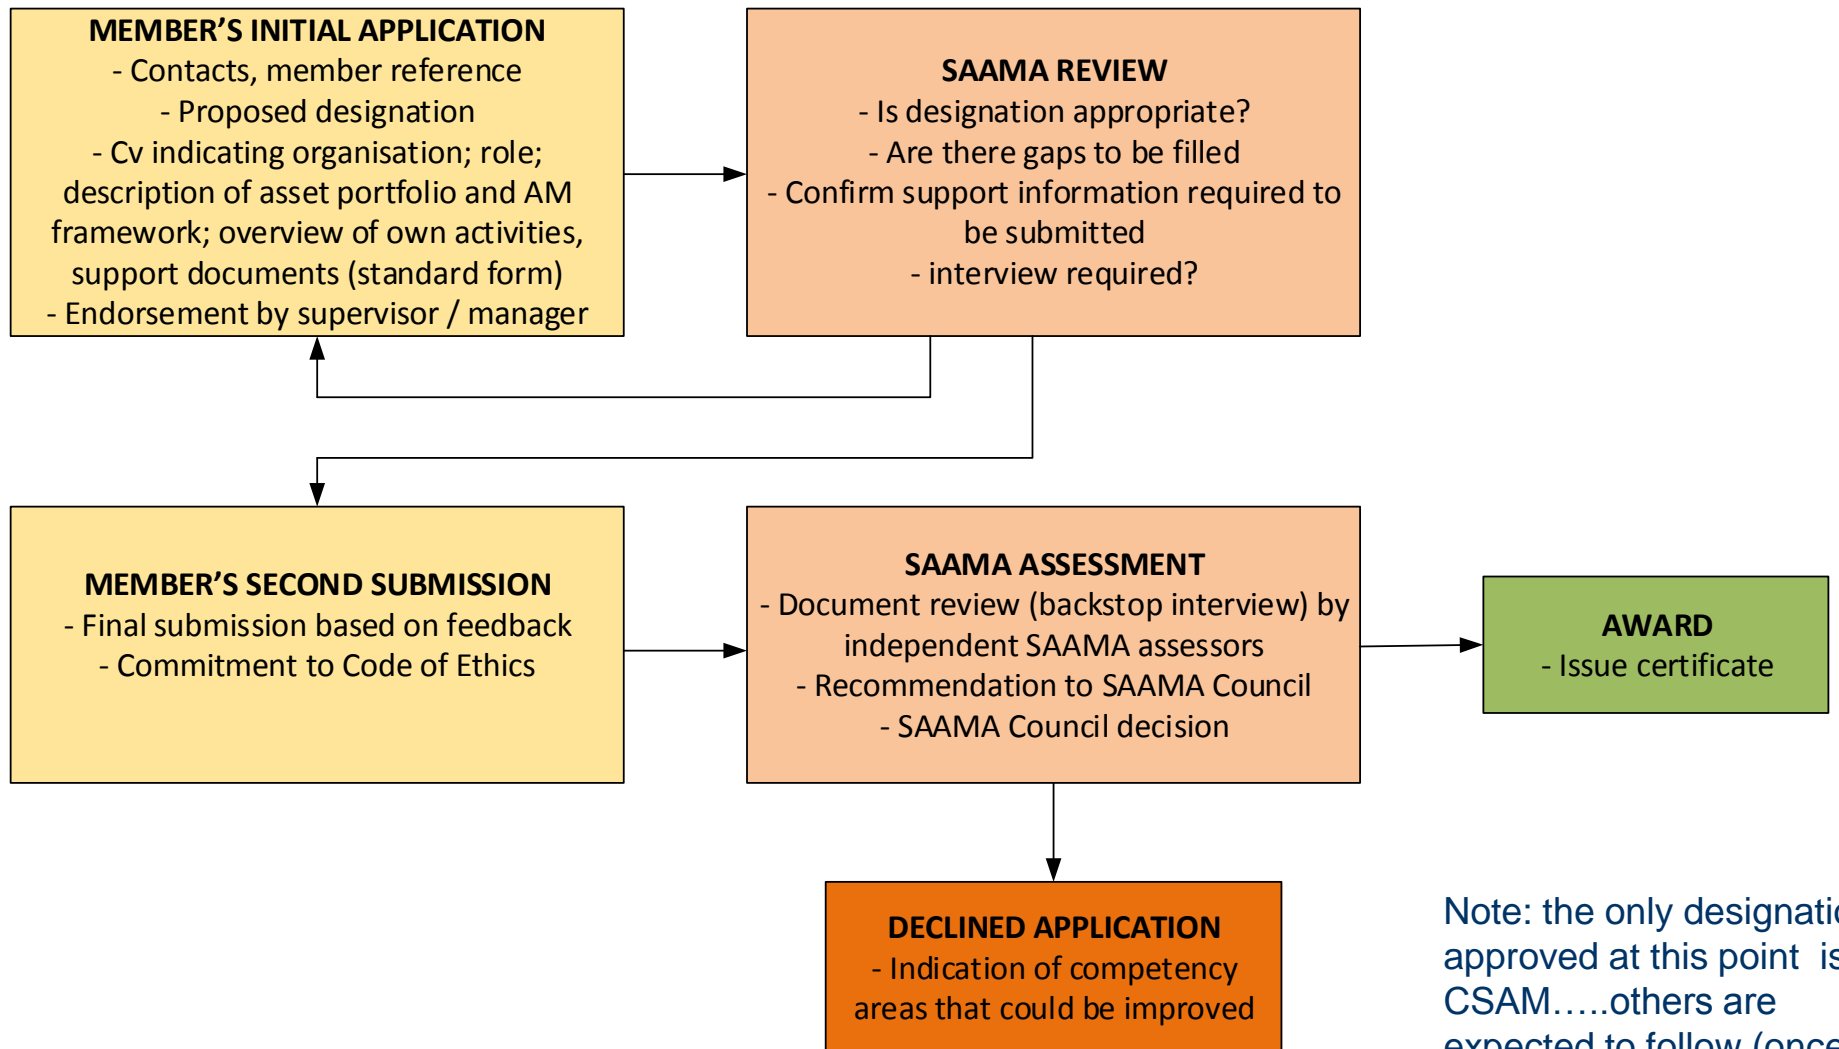 MEMBER'S INITIAL APPLICATION
- Contacts, member reference
- Proposed designation
- Cv indicating organisation; role;
description of asset portfolio and AM
framework; overview of own activities,
support documents (standard form)
- Endorsement by supervisor / manager
SAAMA REVIEW
- Is designation appropriate?
- Are there gaps to be filled
- Confirm support information required to
be submitted
- interview required?
MEMBER'S SECOND SUBMISSION
- Final submission based on feedback
- Commitment to Code of Ethics
SAAMA ASSESSMENT
- Document review (backstop interview) by
independent SAAMA assessors
- Recommendation to SAAMA Council
- SAAMA Council decision
AWARD
- Issue certificate
DECLINED APPLICATION
- Indication of competency
areas that could be improved
Note: the only
approved at this point is
CSAM…..others are
expected to follow (once